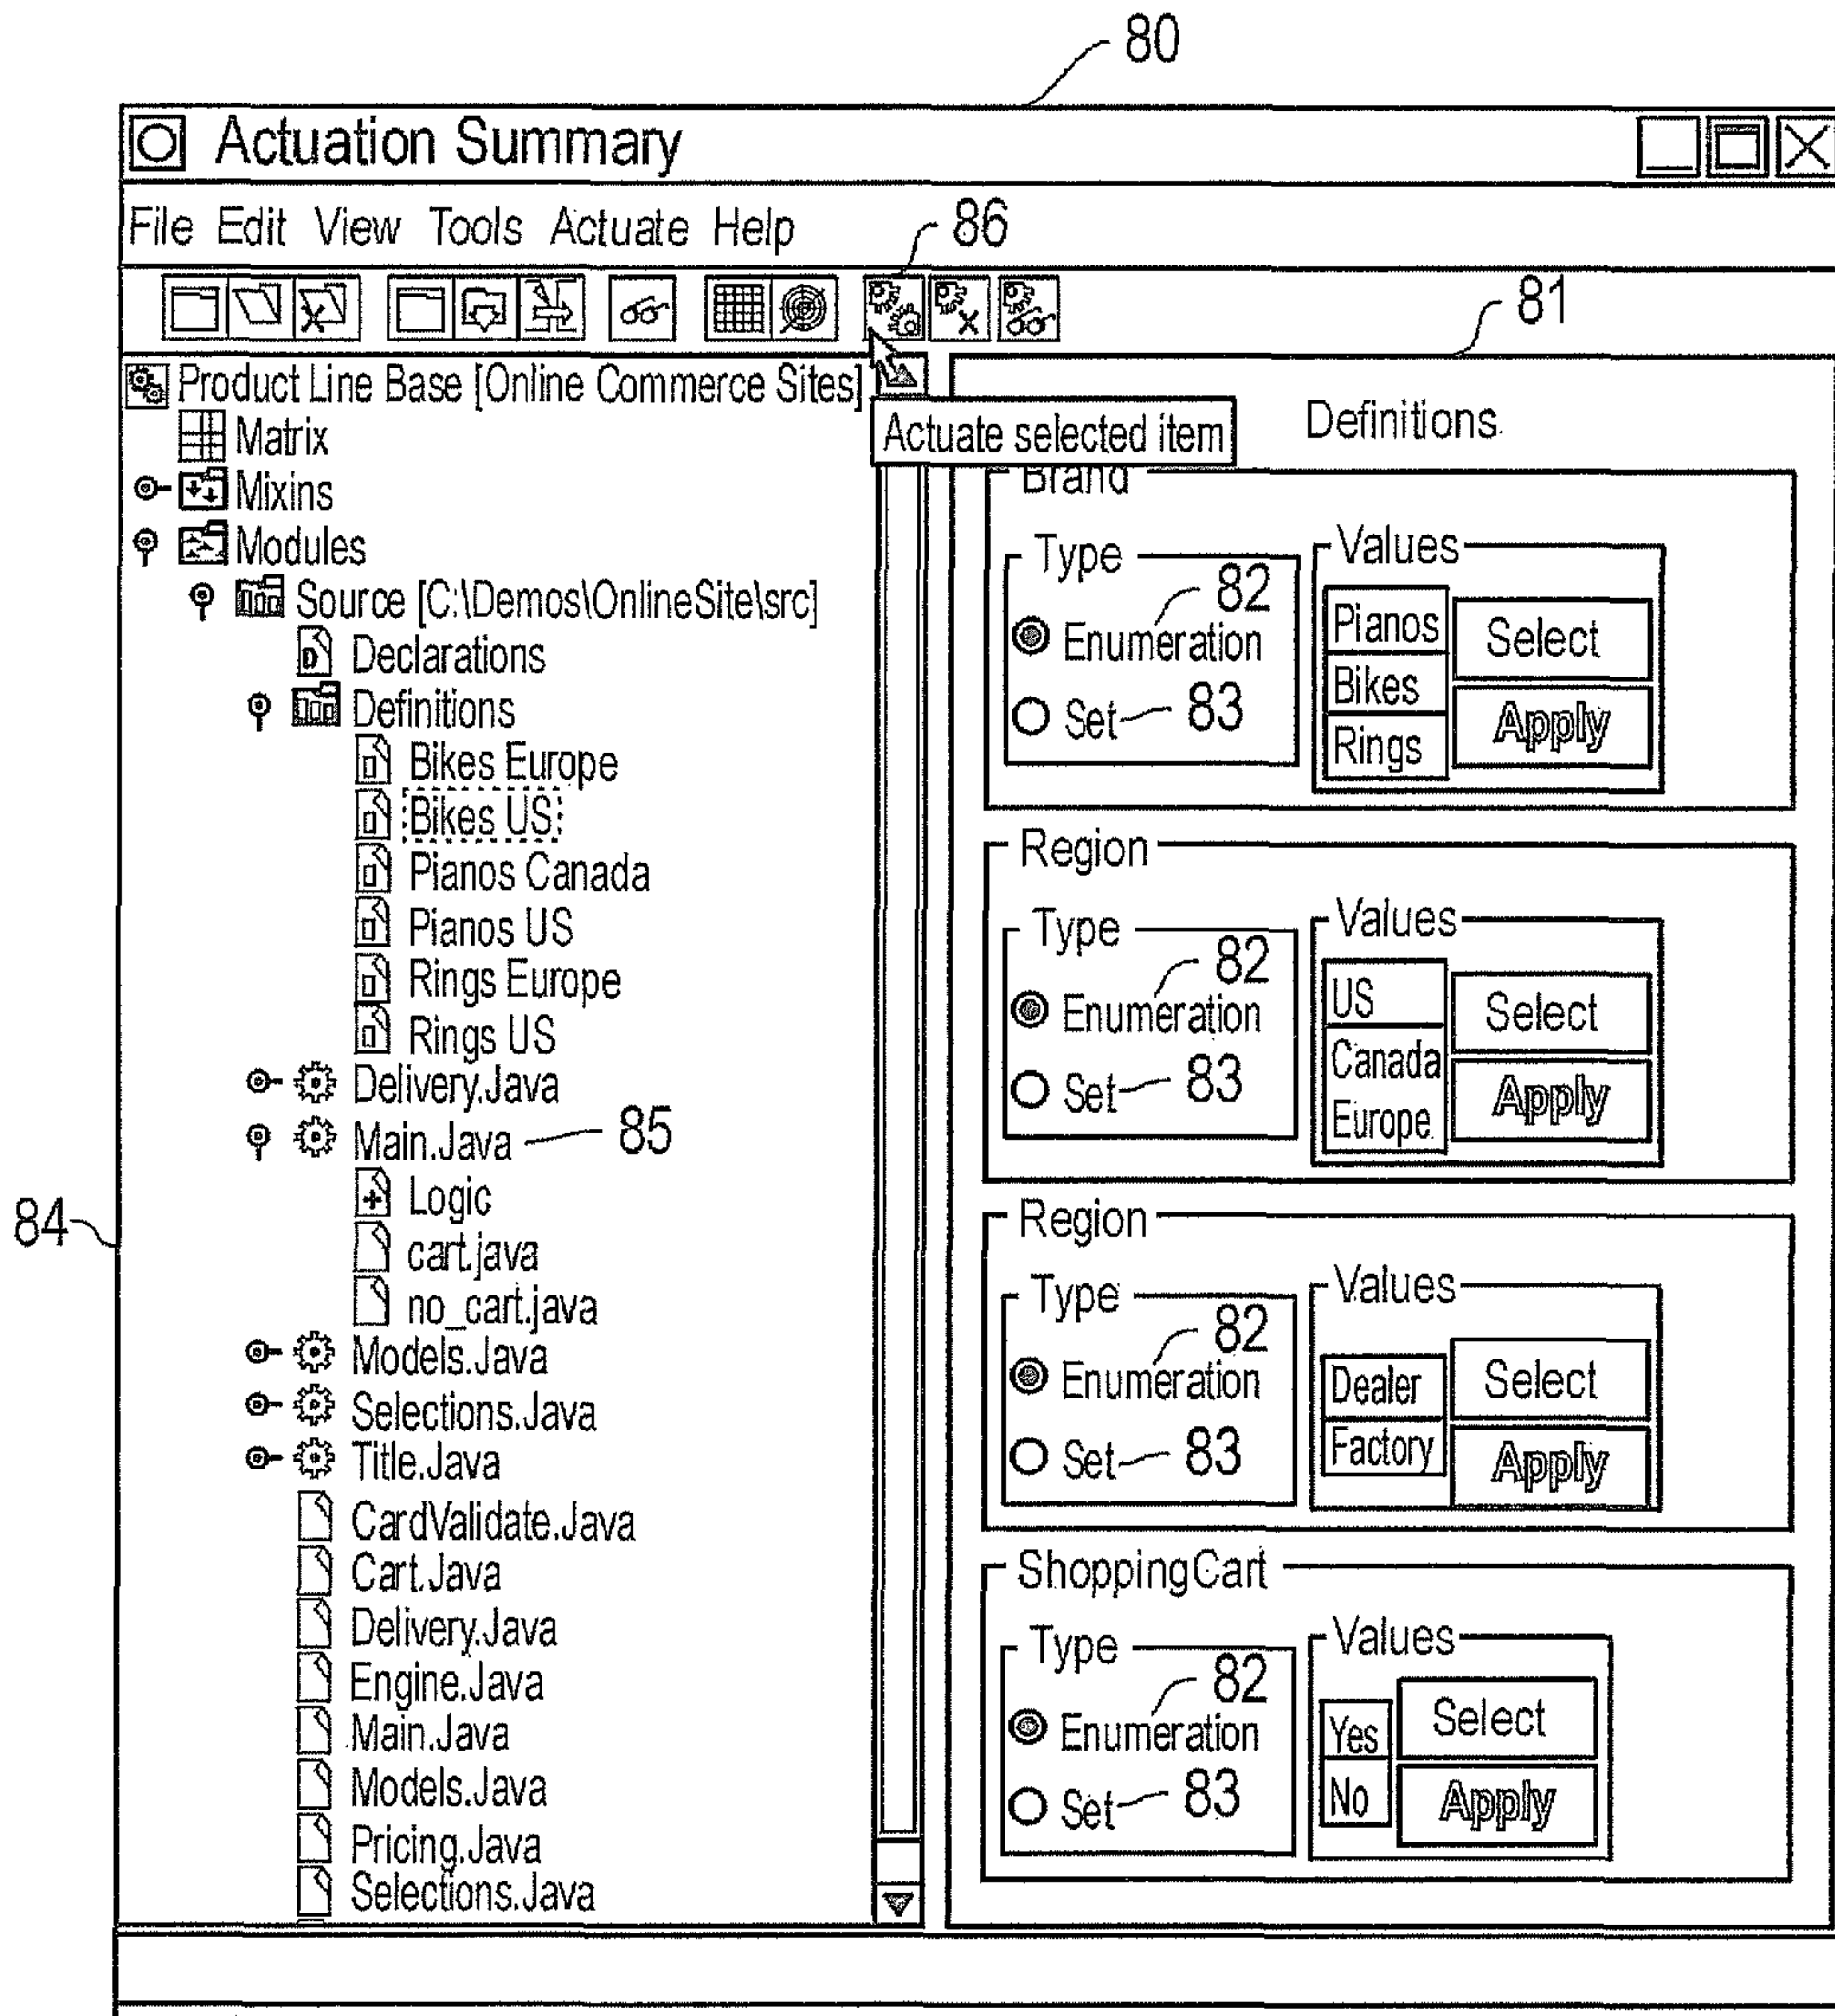 80
Actuation Summary
File Edit View Tools Actuate Help
86
81
Product Line Base [Online Commerce Sites]
Matrix
Mixins
Modules
Source [C:\Demos\OnlineSite\src]
Declarations
Definitions
Bikes Europe
Bikes US
Pianos Canada
Pianos US
Rings Europe
Rings US
Delivery.Java
Main.Java 85
Logic
cart.java
no_cart.java
Models.Java
Selections.Java
Title.Java
CardValidate.Java
Cart.Java
Delivery.Java
Engine.Java
Main.Java
Models.Java
Pricing.Java
Selections.Java
84
Actuate selected item
Definitions
Brand
Type
82
Enumeration
Set 83
Values
Pianos
Bikes
Rings
Select
Apply
Region
Type
82
Enumeration
Set 83
Values
US
Canada
Europe
Select
Apply
Region
Type
82
Enumeration
Set 83
Values
Dealer
Factory
Select
Apply
ShoppingCart
Type
82
Enumeration
Set 83
Values
Yes
No
Select
Apply